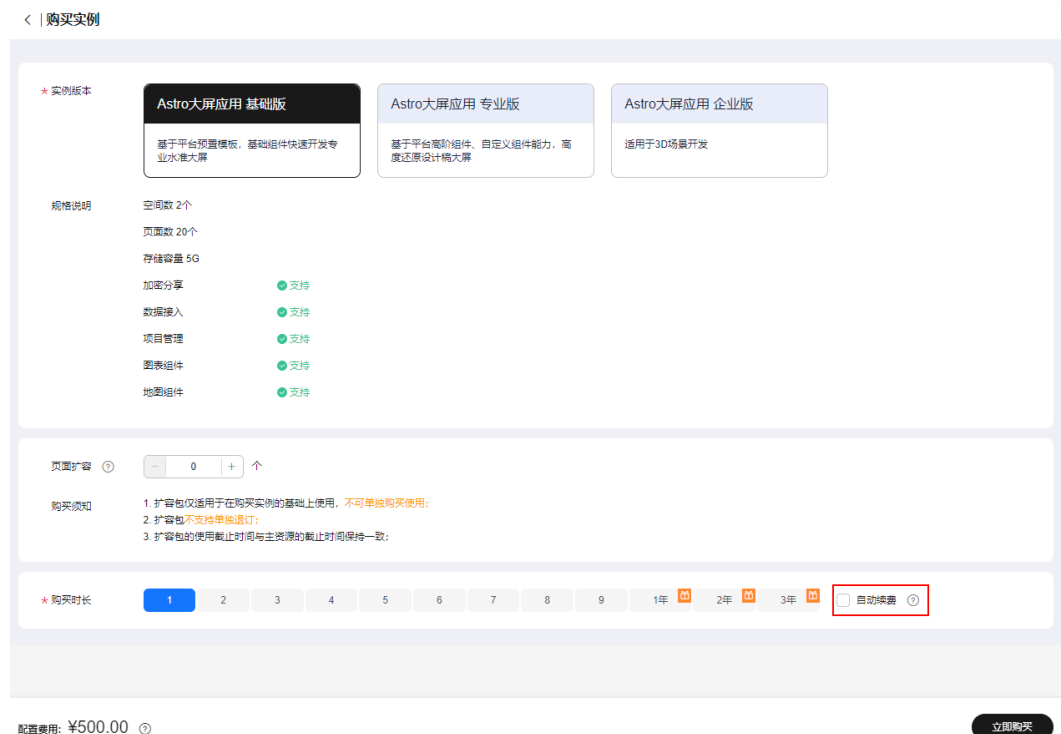 购买实例
* 实例版本
Astro大屏应用 基础版
基于平台预置模板，基础组件快速开发专
业水准大屏
Astro大屏应用 专业版
基于平台高阶组件、自定义组件能力，高
度还原设计稿大屏
Astro大屏应用 企业版
适用于3D场景开发
规格说明
空间数 2个
页面数 20个
存储容量 5G
加密分享 支持
数据接入 支持
项目管理 支持
图表组件 支持
地图组件 支持
页面扩容 ? − 0 + 个
购买须知
1. 扩容包仅适用于在购买实例的基础上使用，不可单独购买使用；
2. 扩容包不支持单独退订；
3. 扩容包的使用截止时间与主资源的截止时间保持一致；
* 购买时长 1 2 3 4 5 6 7 8 9 1年 2年 3年 自动续费 ?
配置费用: ¥500.00 ?
立即购买